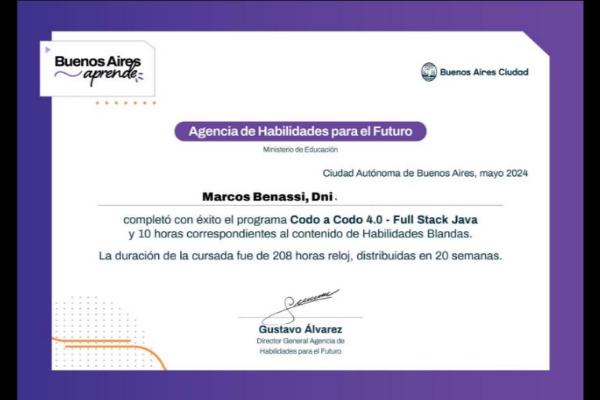 Buenos Aires
aprende
Buenos Aires Ciudad
Agencia de Habilidades para el Futuro
Ministerio de Educación
Ciudad Autónoma de Buenos Aires, mayo 2024
Marcos Benassi, Dni .
completó con éxito el programa Codo a Codo 4.0 - Full Stack Java
y 10 horas correspondientes al contenido de Habilidades Blandas.
La duración de la cursada fue de 208 horas reloj, distribuidas en 20 semanas.
Gustavo Álvarez
Director General Agencia de
Habilidades para el Futuro